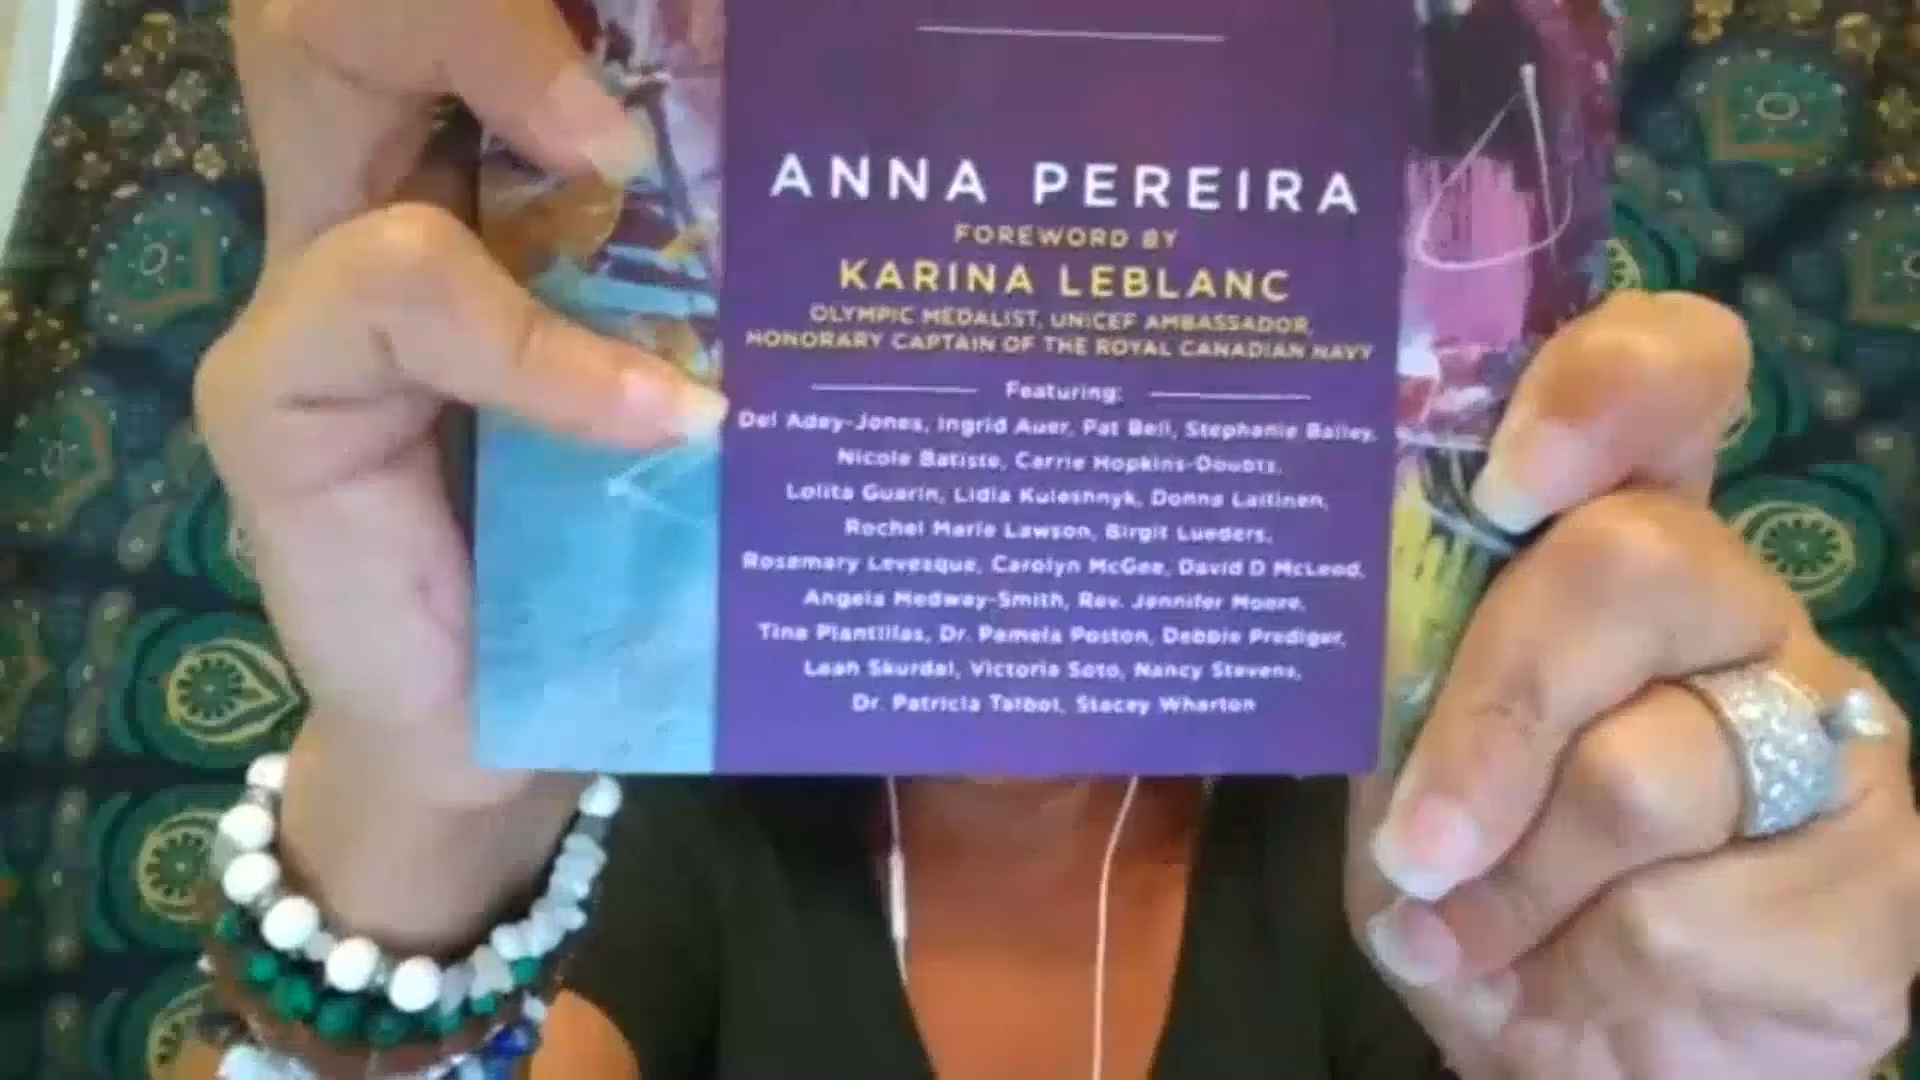 ANNA PEREIRA
FOREWORD BY
KARINA LEBLANC
OLYMPIC MEDALIST, UNICEF AMBASSADOR,
HONORARY CAPTAIN OF THE ROYAL CANADIAN NAVY
Featuring:
Del Adey-Jones, Ingrid Auer, Pat Bell, Stephanie Bailey,
Nicole Batiste, Carrie Hopkins-Doubts,
Lolita Guarin, Lidia Kuleshnyk, Donna Laitinen,
Rachel Marie Lawson, Birgit Lueders,
Rosemary Levesque, Carolyn McGee, David D McLeod,
Angela Medway-Smith, Rev. Jennifer Moore,
Tina Plantillas, Dr. Pamela Poston, Debbie Prediger,
Leah Skurdal, Victoria Soto, Nancy Stevens,
Dr. Patricia Talbot, Stacey Wharton